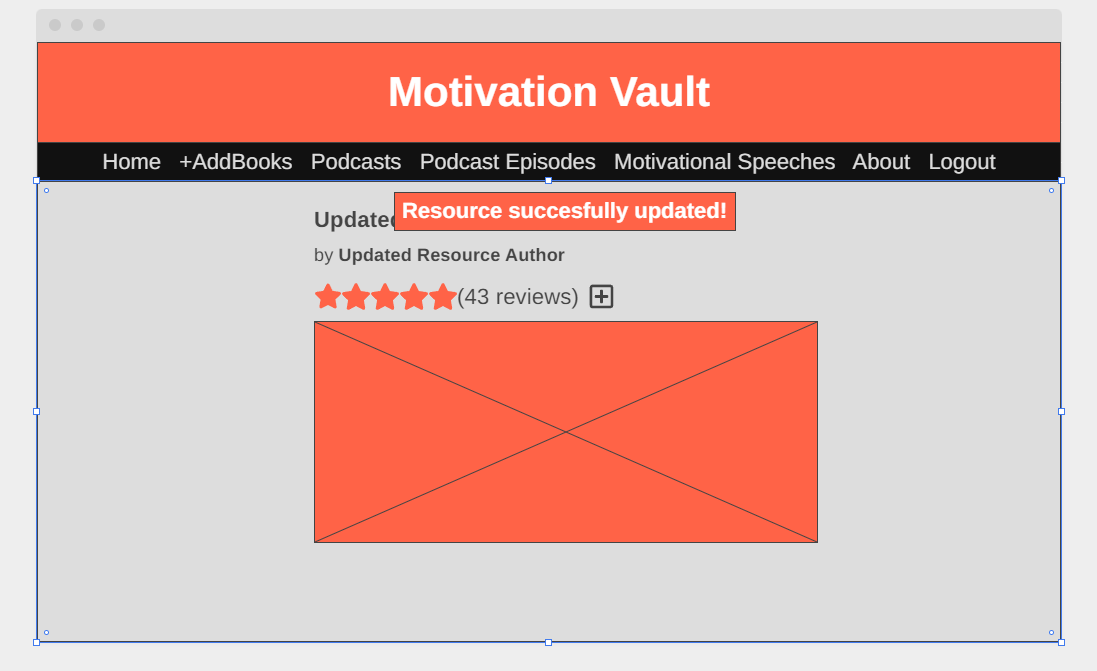 Motivation Vault
Home +AddBooks Podcasts Podcast Episodes Motivational Speeches About Logout
Resource succesfully updated!
Updated
by Updated Resource Author
(43 reviews)